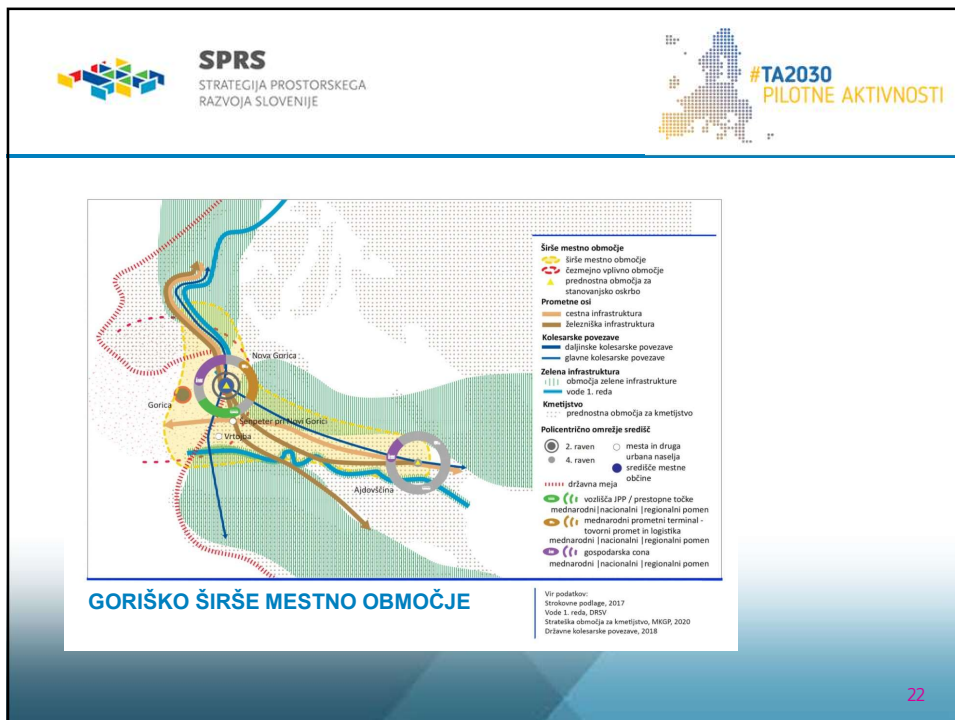 SPRS
STRATEGIJA PROSTORSKEGA
RAZVOJA SLOVENIJE
#TA2030
PILOTNE AKTIVNOSTI
Nova Gorica
Gorica
Šenpeter pri Novi Gorici
Vrtojba
Ajdovščina
Širše mestno območje
širše mestno območje
čezmejno vplivno območje
prednostna območja za
stanovanjsko oskrbo
Prometne osi
cestna infrastruktura
železniška infrastruktura
Kolesarske povezave
daljinske kolesarske povezave
glavne kolesarske povezave
Zelena infrastruktura
območja zelene infrastrukture
vode 1. reda
Kmetijstvo
prednostna območja za kmetijstvo
Policentrično omrežje središč
2. raven
4. raven
mesta in druga
urbana naselja
središče mestne
občine
državna meja
vozlišča JPP / prestopne točke
mednarodni |nacionalni |regionalni pomen
mednarodni prometni terminal -
tovorni promet in logistika
mednarodni |nacionalni |regionalni pomen
gospodarska cona
mednarodni |nacionalni |regionalni pomen
GORIŠKO ŠIRŠE MESTNO OBMOČJE
Vir podatkov:
Strokovne podlage, 2017
Vode 1. reda, DRSV
Strateška območja za kmetijstvo, MKGP, 2020
Državne kolesarske povezave, 2018
22